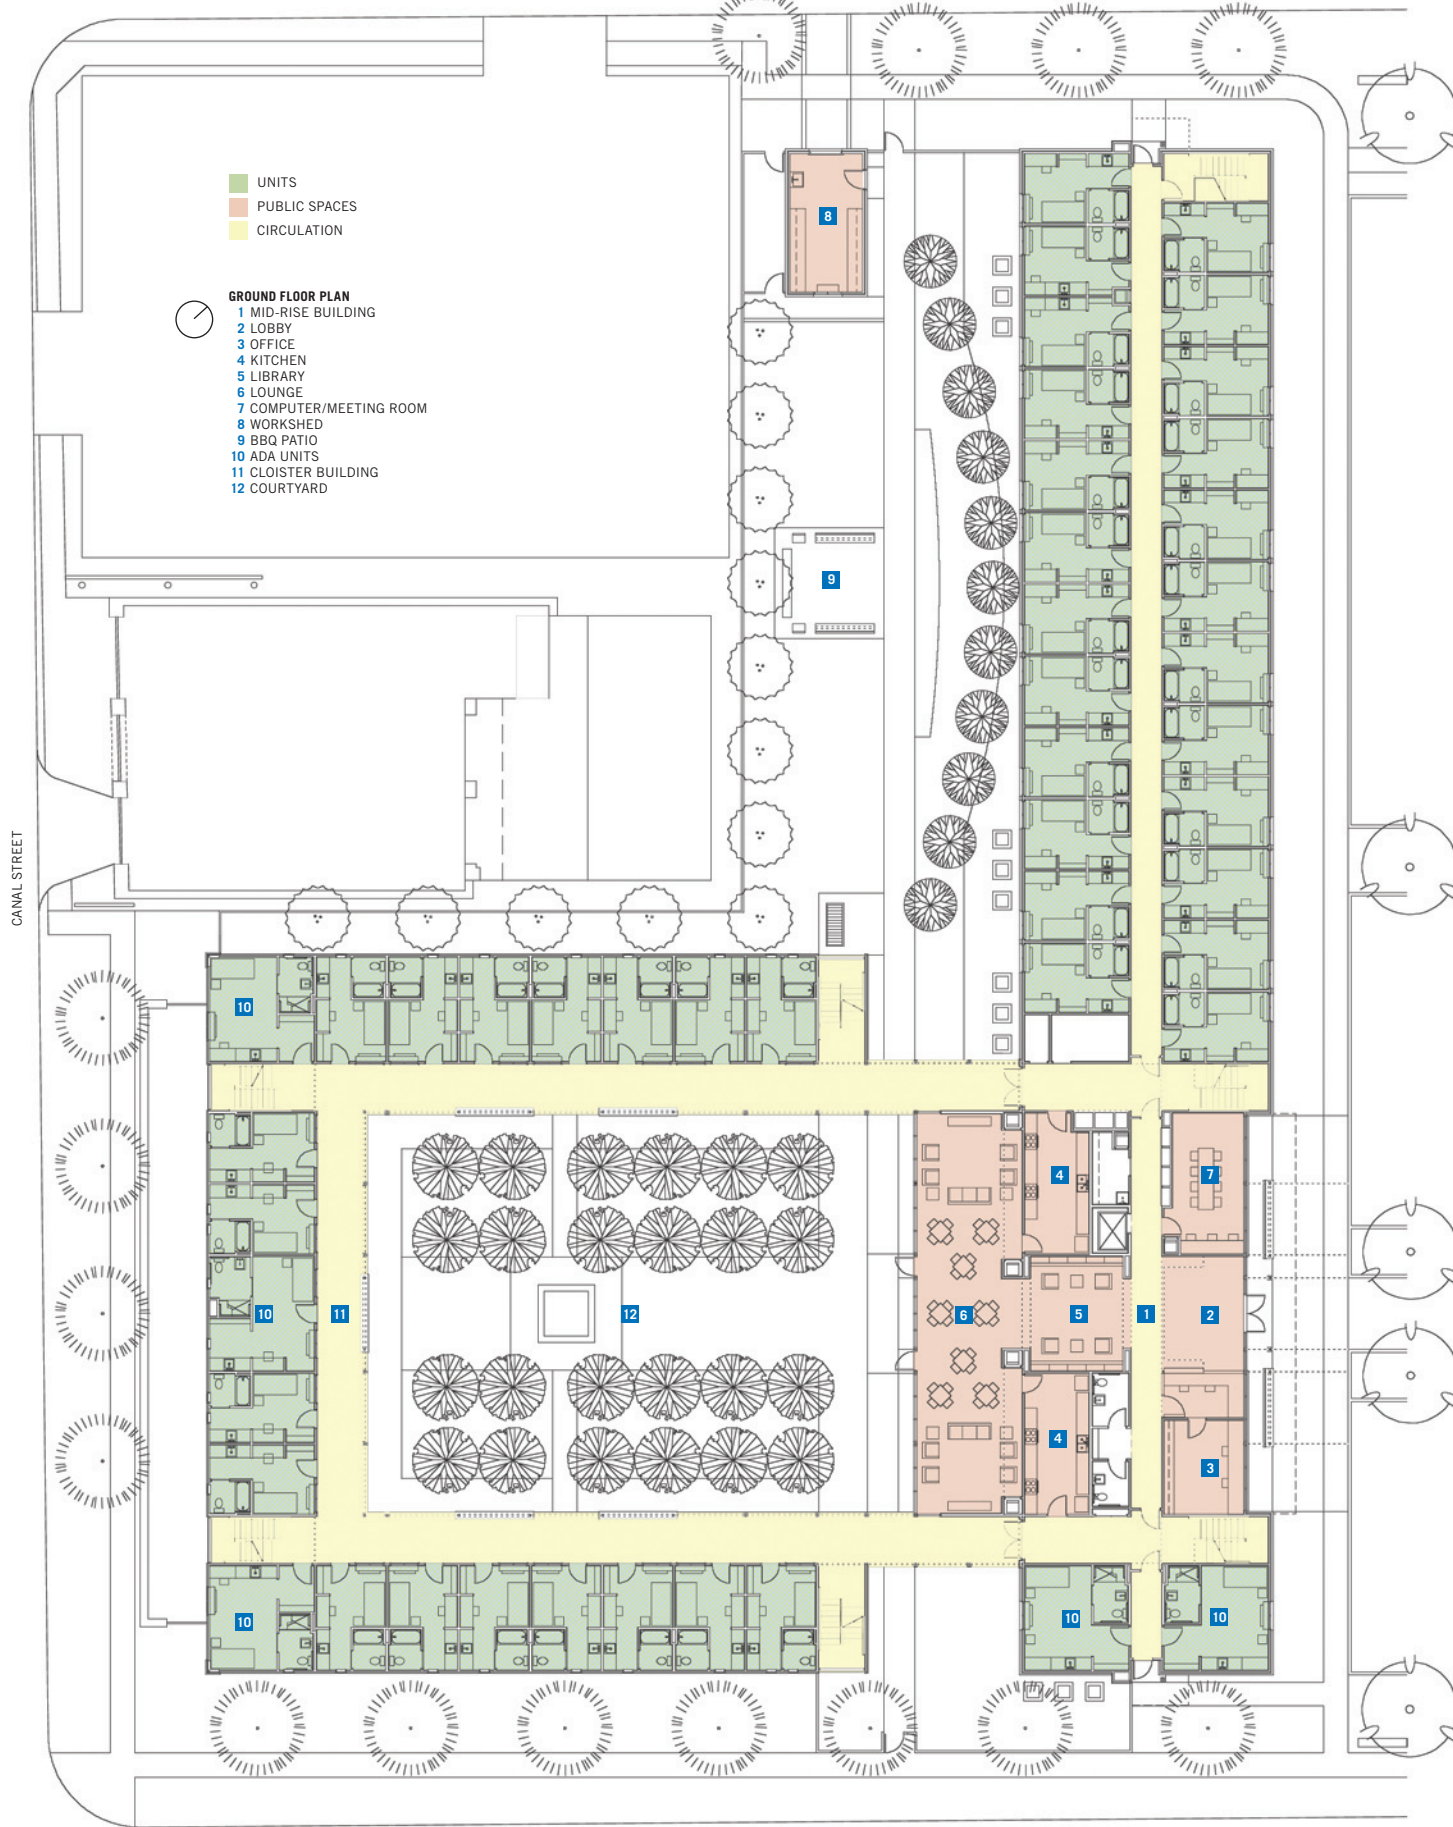 UNITS
PUBLIC SPACES
CIRCULATION
GROUND FLOOR PLAN
1 MID-RISE BUILDING
2 LOBBY
3 OFFICE
4 KITCHEN
5 LIBRARY
6 LOUNGE
7 COMPUTER/MEETING ROOM
8 WORKSHED
9 BBQ PATIO
10 ADA UNITS
11 CLOISTER BUILDING
12 COURTYARD
8
9
CANAL STREET
10
4
7
10
11
12
6
5
1
2
4
3
10
10
10